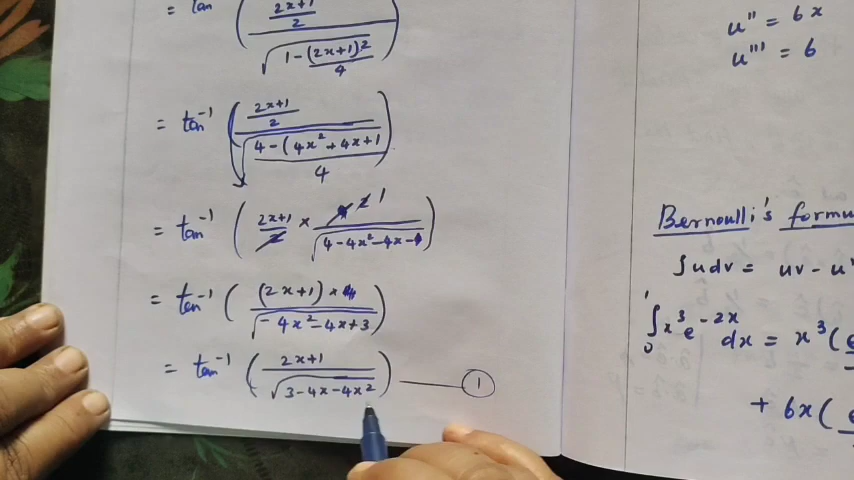 = tan ( (2x+1)/2 / √(1-(2x+1)²/4) )
= tan⁻¹ ( (2x+1)/2 / √((4-(4x²+4x+1)/4) )
= tan⁻¹ ( (2x+1)/2 × 2 1/√(4-4x²-4x-1) )
= tan⁻¹ ( (2x+1)× / √(-4x²-4x+3) )
= tan⁻¹ ( (2x+1) / √(3-4x-4x²) ) — ①
u'' = 6x
u''' = 6
Bernoulli's formu
∫udv = uv - u'
∫₀¹ x³ e^(-2x) dx = x³ (
+ 6x (